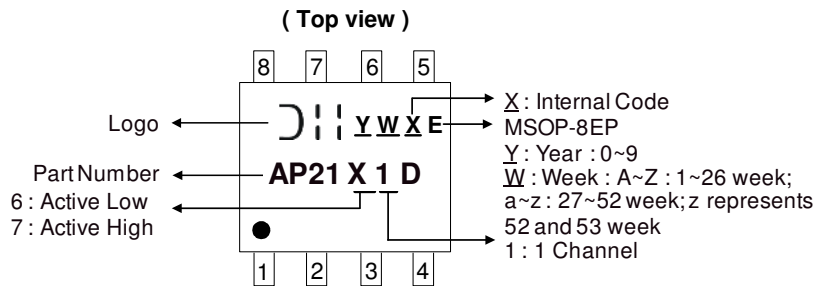 ( Top view )
8 7 6 5
Logo
Y W X E
X : Internal Code
MSOP-8EP
Y : Year : 0~9
W : Week : A~Z : 1~26 week;
a~z : 27~52 week; z represents
52 and 53 week
1 : 1 Channel
Part Number
AP21 X 1 D
6 : Active Low
7 : Active High
1 2 3 4